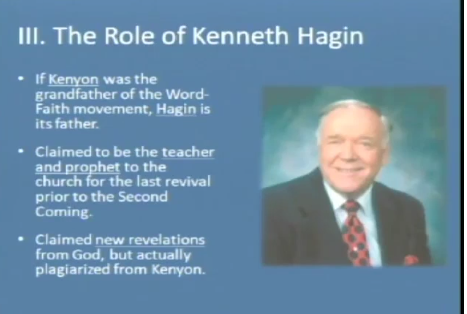 III. The Role of Kenneth Hagin
• If Kenyon was the
grandfather of the Word-
Faith movement, Hagin is
its father.
• Claimed to be the teacher
and prophet to the
church for the last revival
prior to the Second
Coming.
• Claimed new revelations
from God, but actually
plagiarized from Kenyon.